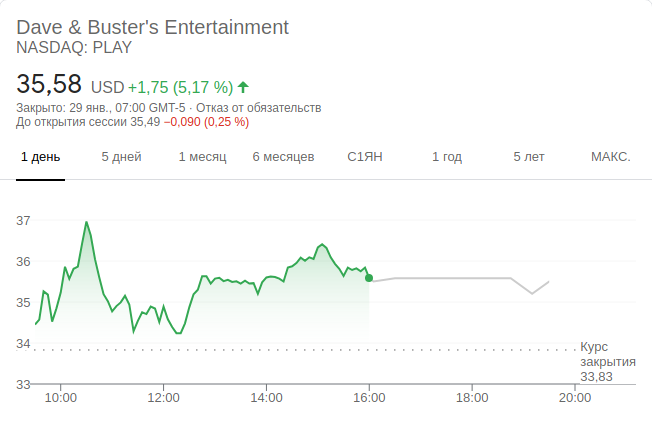 Dave & Buster's Entertainment
NASDAQ: PLAY
35,58 USD +1,75 (5,17 %)
Закрыто: 29 янв., 07:00 GMT-5 · Отказ от обязательств
До открытия сессии 35,49 −0,090 (0,25 %)
1 день 5 дней 1 месяц 6 месяцев С1ЯН 1 год 5 лет МАКС.
37
36
35
34
Курс
закрытия
33,83
33
10:00 12:00 14:00 16:00 18:00 20:00